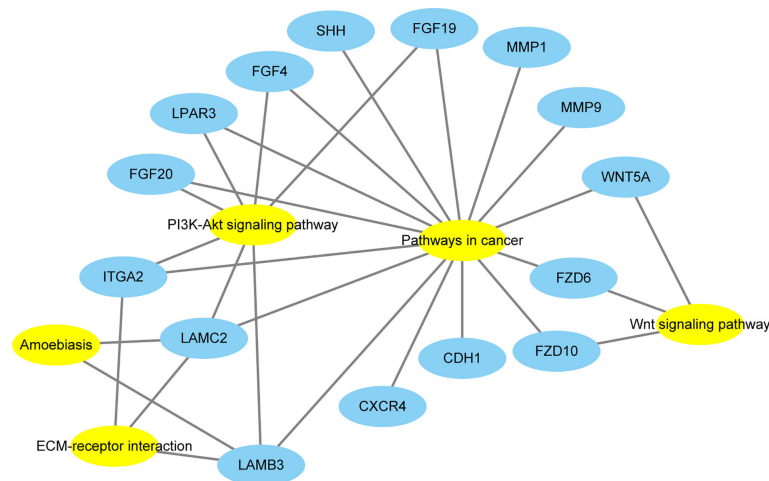 SHH
FGF19
MMP1
FGF4
MMP9
LPAR3
FGF20
WNT5A
PI3K-Akt signaling pathway
Pathways in cancer
ITGA2
FZD6
Wnt signaling pathway
LAMC2
Amoebiasis
FZD10
CDH1
CXCR4
ECM-receptor interaction
LAMB3